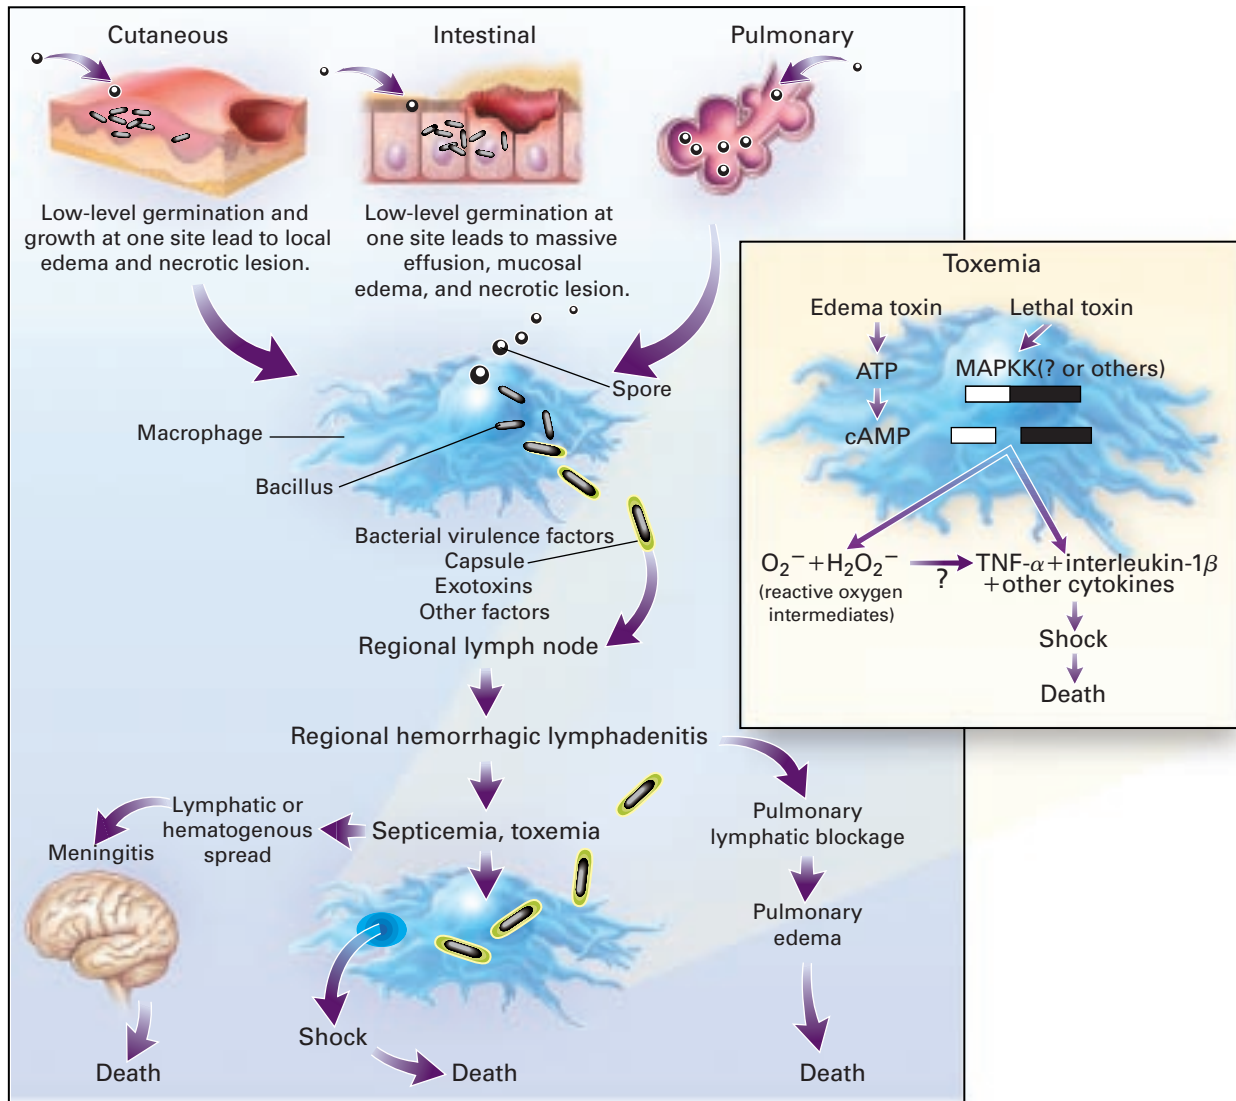 Cutaneous
Intestinal
Pulmonary
Low-level germination and
growth at one site lead to local
edema and necrotic lesion.
Low-level germination at
one site leads to massive
effusion, mucosal
edema, and necrotic lesion.
Spore
Macrophage
Bacillus
Bacterial virulence factors
Capsule
Exotoxins
Other factors
Regional lymph node
Regional hemorrhagic lymphadenitis
Lymphatic or
hematogenous
spread
Septicemia, toxemia
Meningitis
Pulmonary
lymphatic blockage
Pulmonary
edema
Shock
Death
Death
Death
Toxemia
Edema toxin
Lethal toxin
ATP
MAPKK(? or others)
cAMP
O₂⁻+H₂O₂⁻
(reactive oxygen
intermediates)
?
TNF-α+interleukin-1β
+other cytokines
Shock
Death